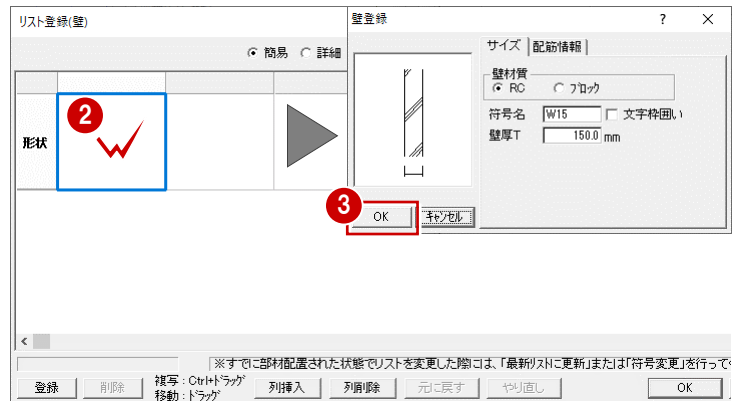 リスト登録(壁)
簡易 詳細
形状
2
壁登録 ? ×
サイズ 配筋情報
壁材質
RC ブロック
符号名 W15 文字枠囲い
壁厚T 150.0 mm
3
OK キャンセル
※すでに部材配置された状態でリストを変更した際には、「最新リストに更新」または「符号変更」を行って
登録 削除 複写：Ctrl+ドラッグ 列挿入 列削除 元に戻す やり直し OK
移動：ドラッグ